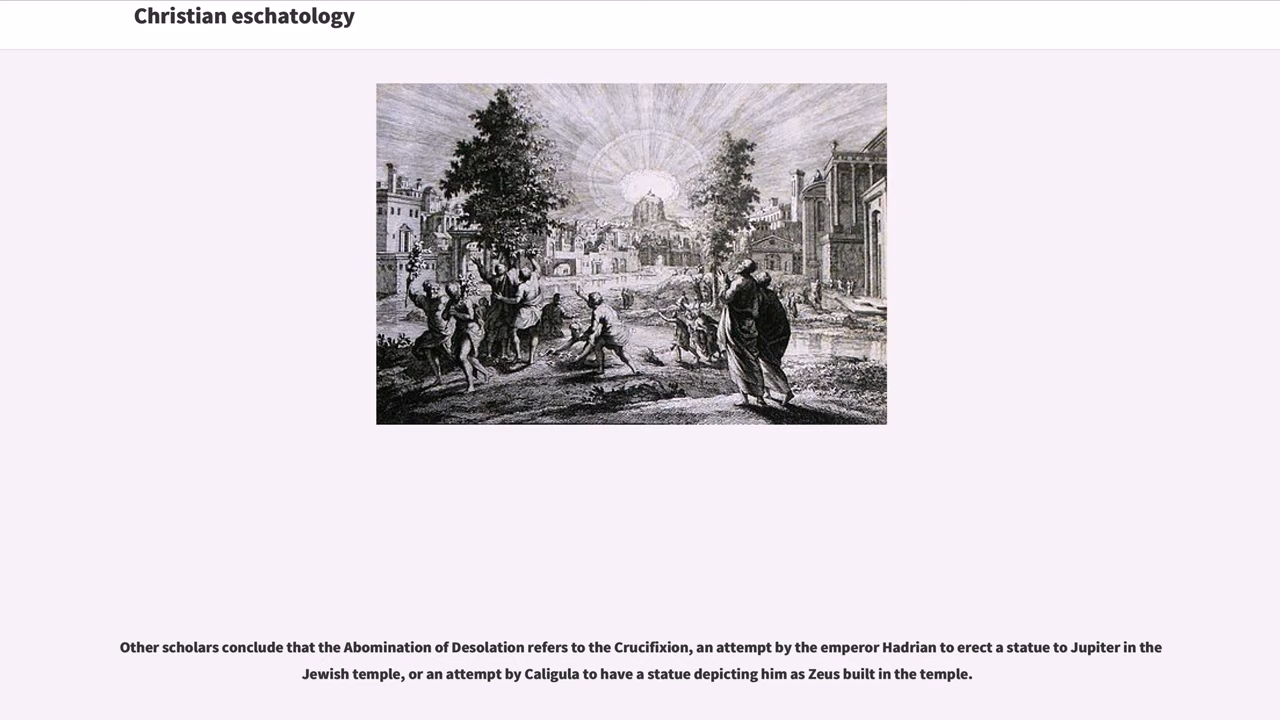 Christian eschatology
Other scholars conclude that the Abomination of Desolation refers to the Crucifixion, an attempt by the emperor Hadrian to erect a statue to Jupiter in the
Jewish temple, or an attempt by Caligula to have a statue depicting him as Zeus built in the temple.